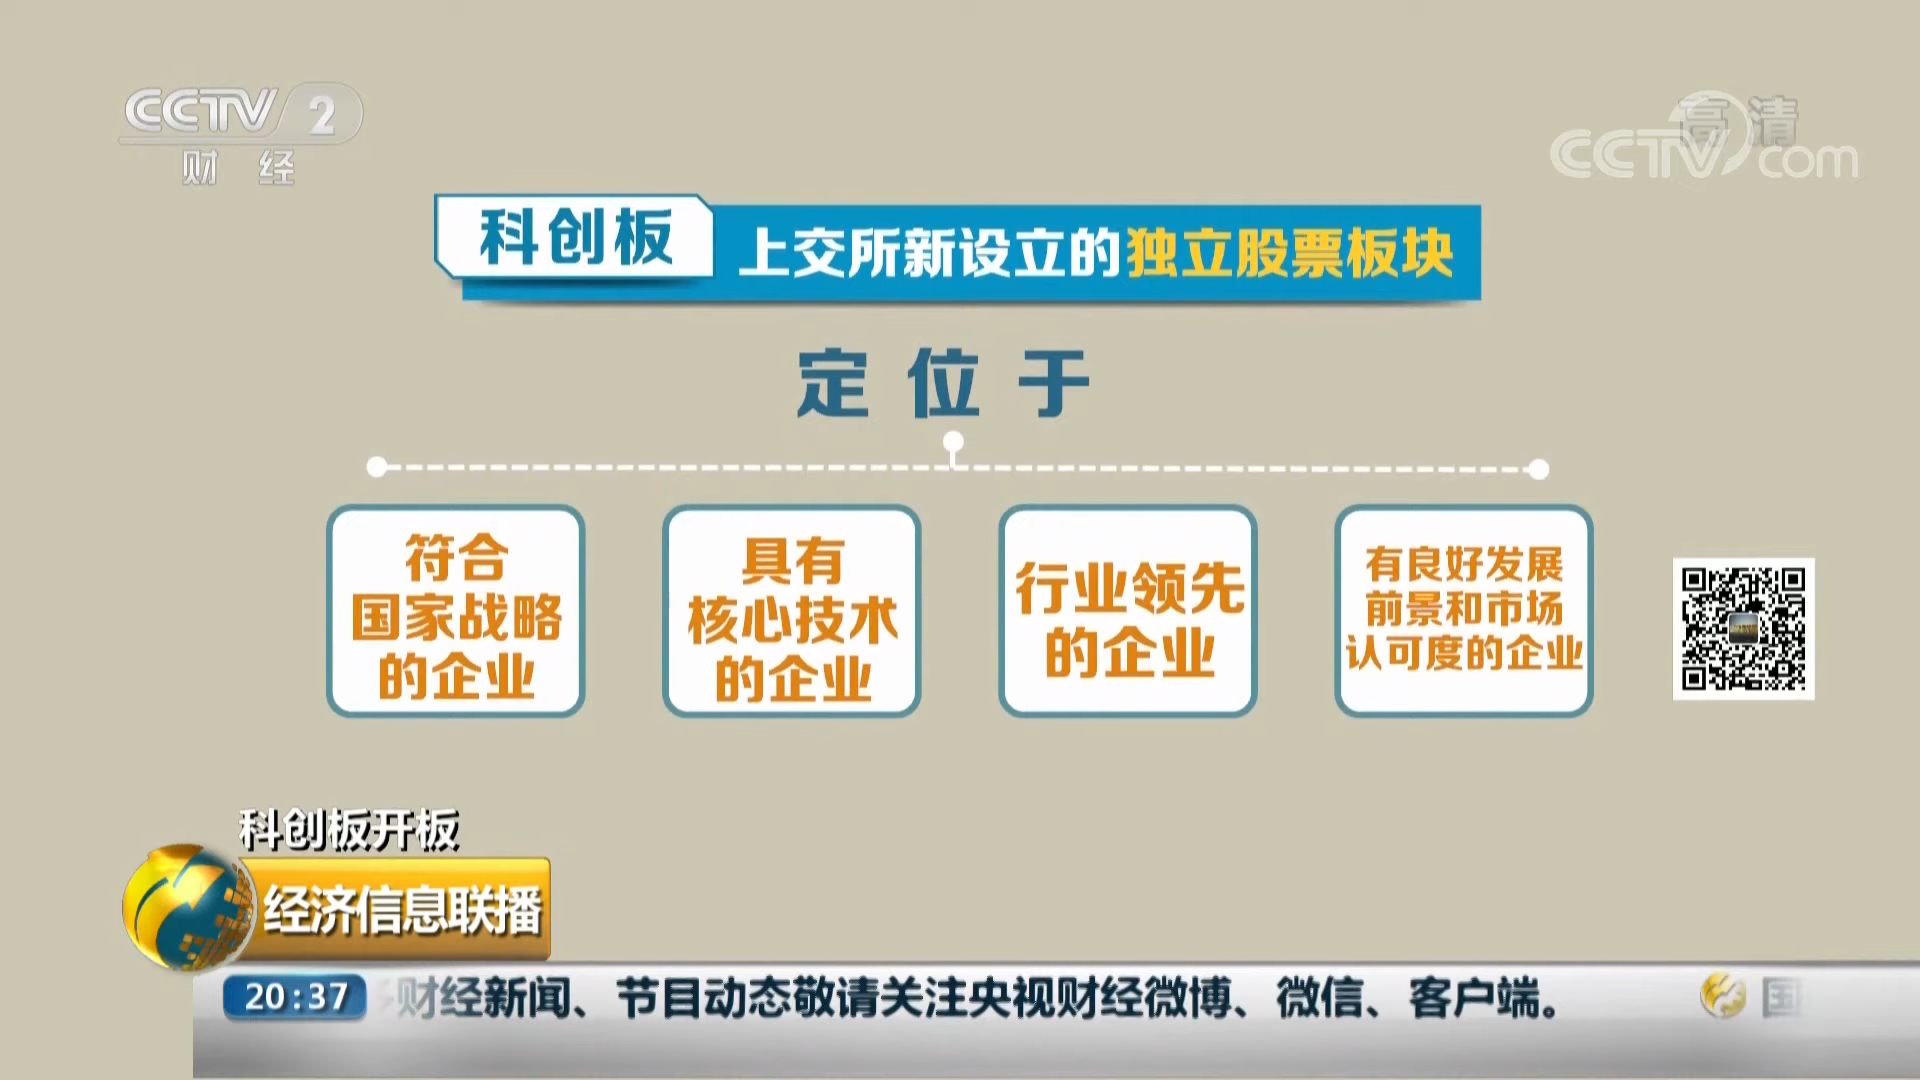 CCTV 2
财 经
高清
CCTV com
科创板
上交所新设立的独立股票板块
定位于
符合
国家战略
的企业
具有
核心技术
的企业
行业领先
的企业
有良好发展
前景和市场
认可度的企业
科创板开板
经济信息联播
20:37
财经新闻、节目动态敬请关注央视财经微博、微信、客户端。
国